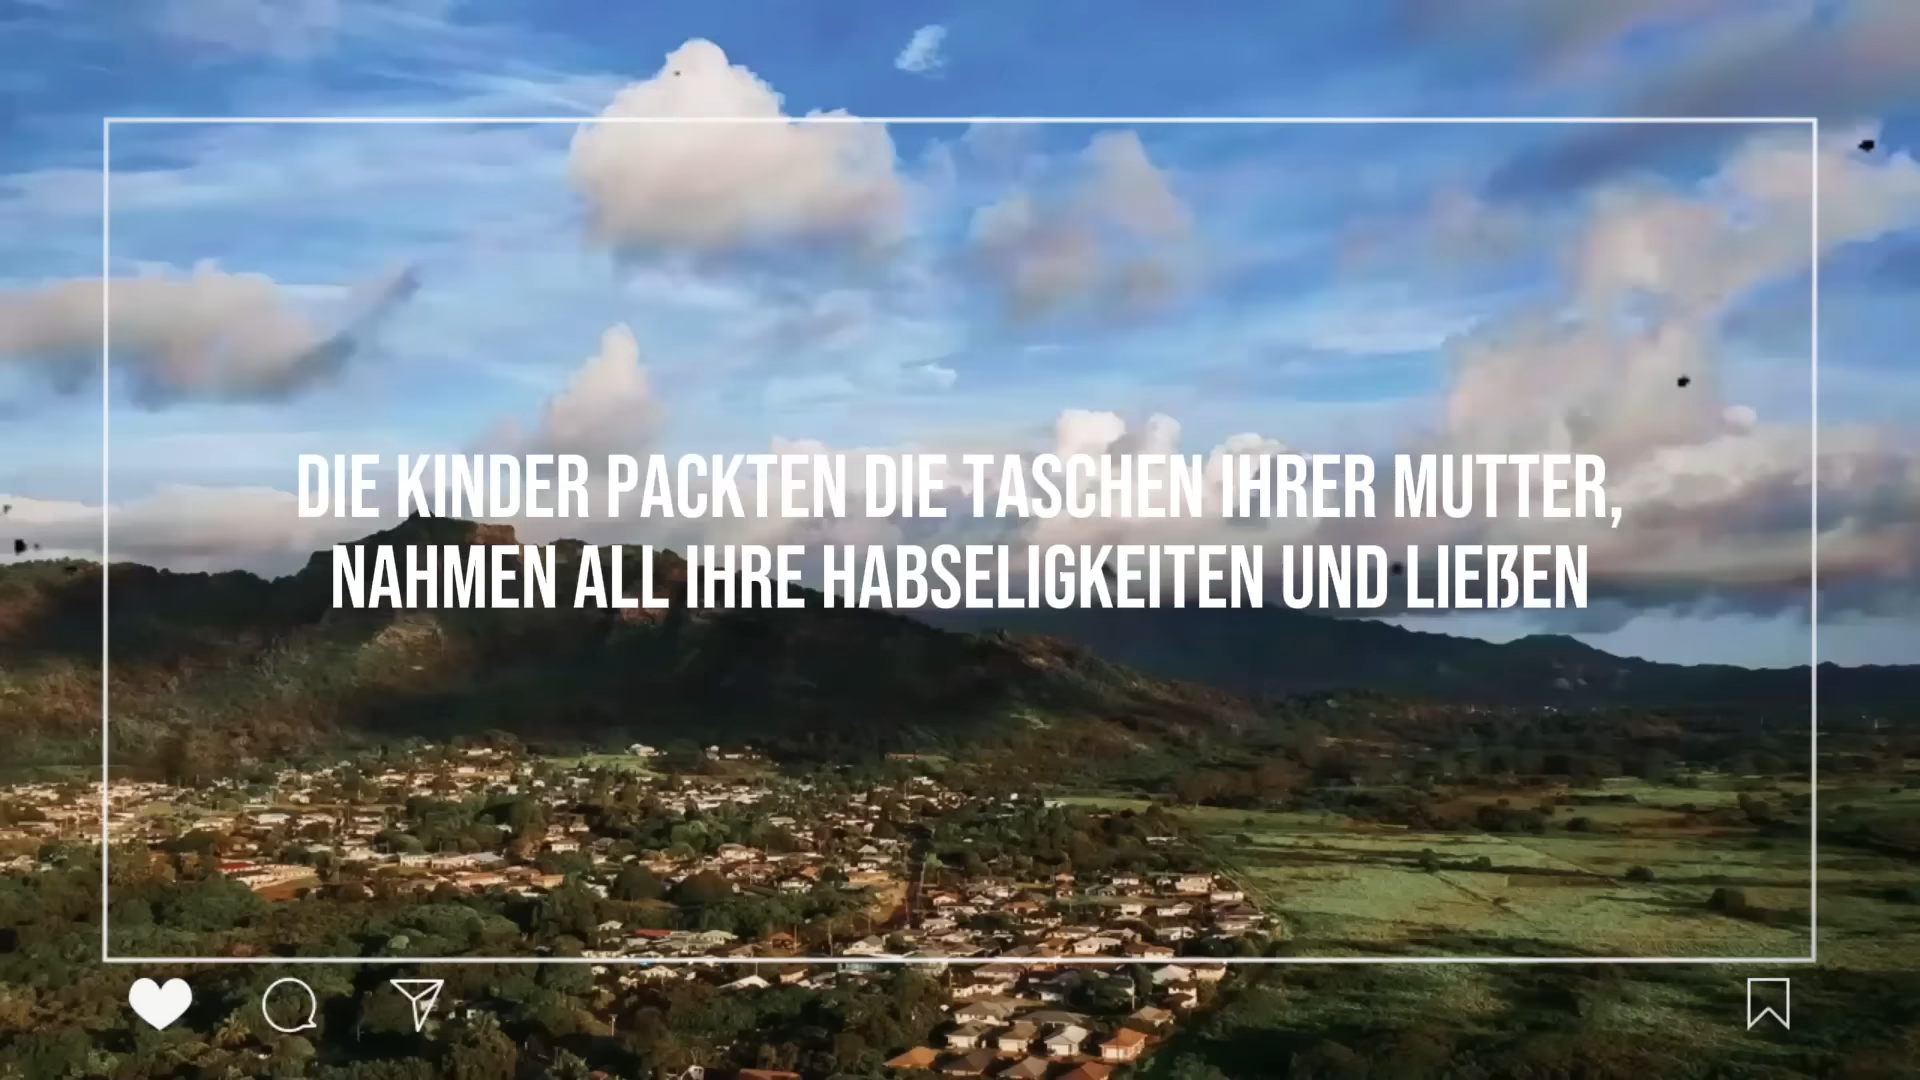 DIE KINDER PACKTEN DIE TASCHEN IHRER MUTTER,
NAHMEN ALL IHRE HABSELIGKEITEN UND LIEßEN